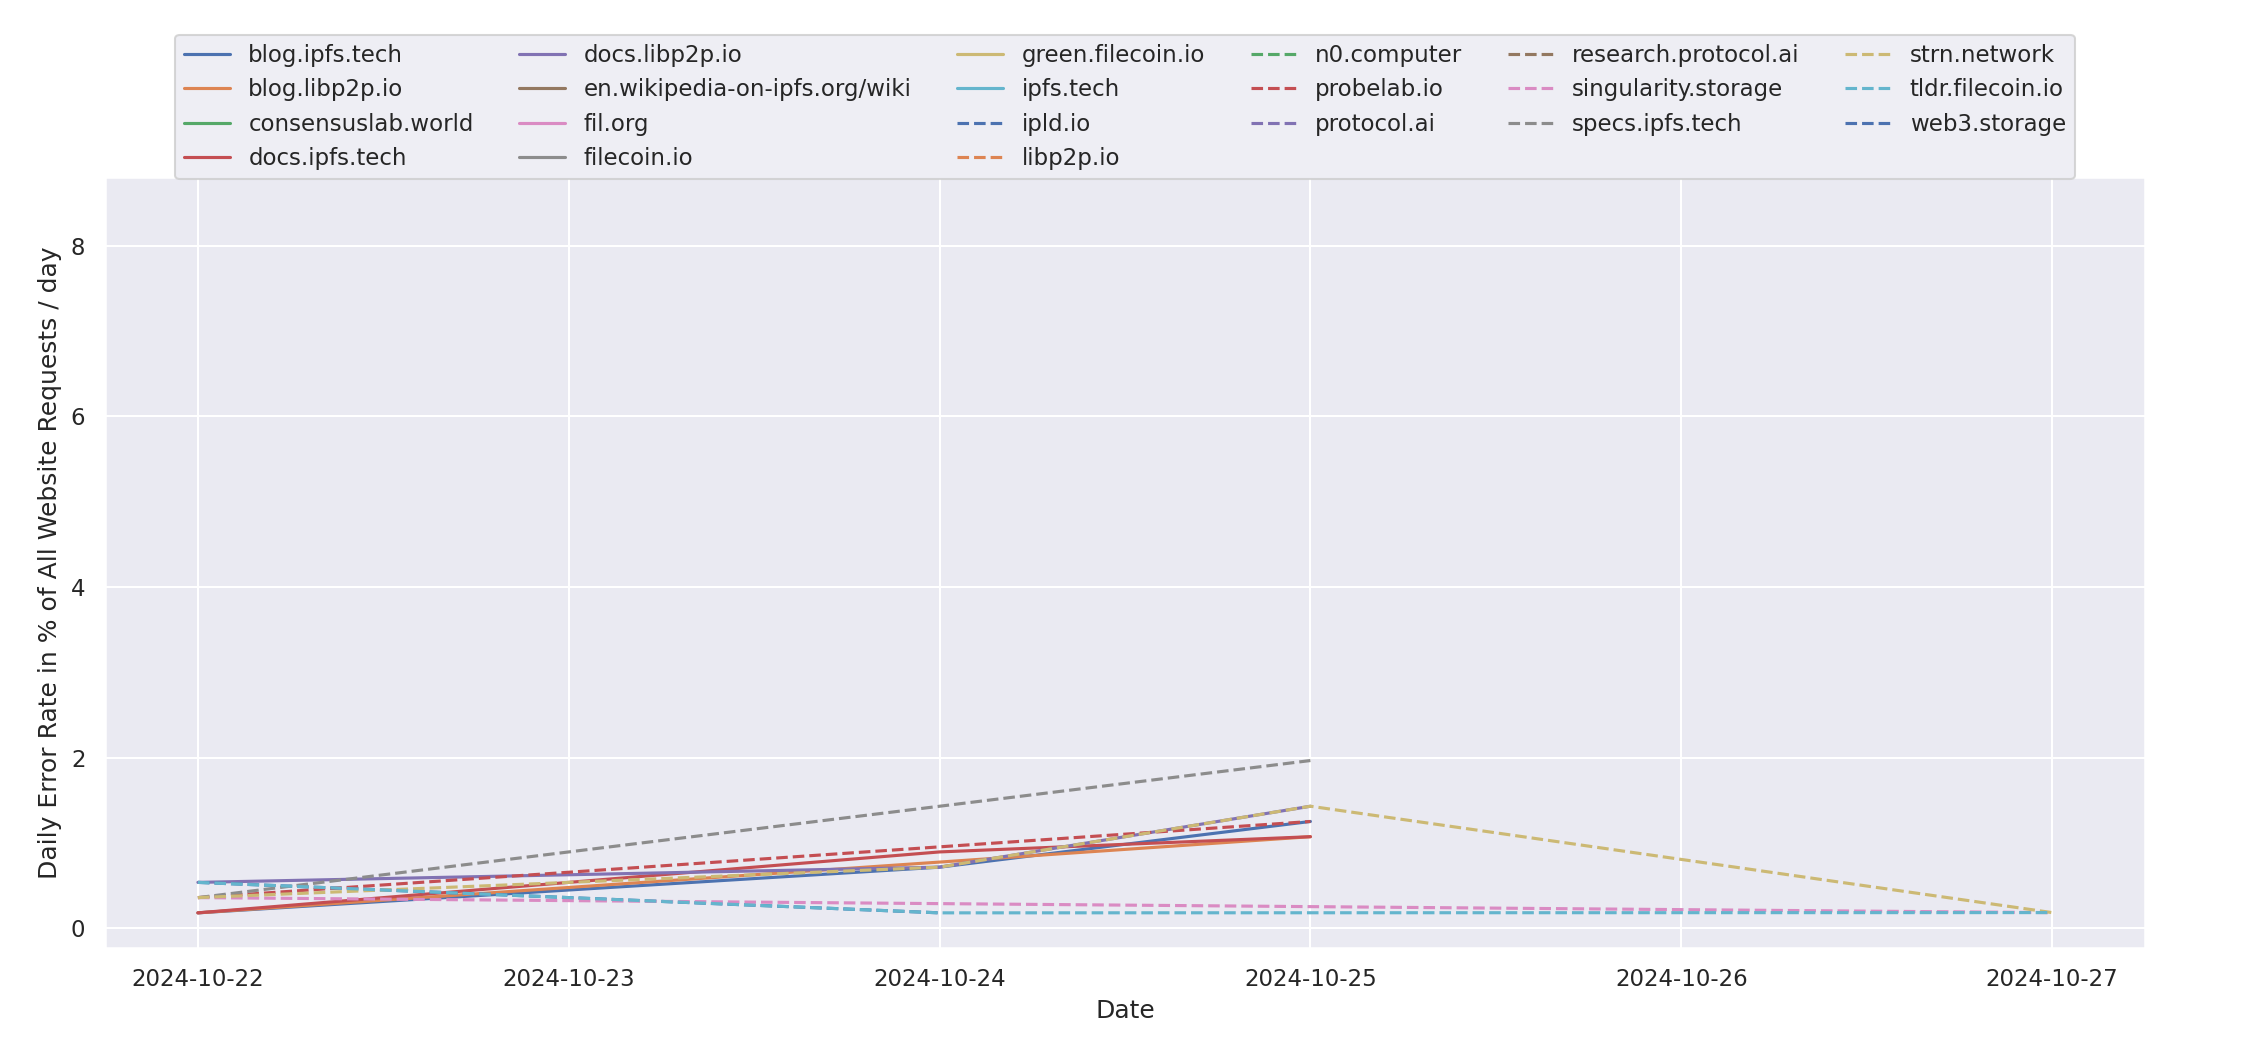 blog.ipfs.tech
blog.libp2p.io
consensuslab.world
docs.ipfs.tech
docs.libp2p.io
en.wikipedia-on-ipfs.org/wiki
fil.org
filecoin.io
green.filecoin.io
ipfs.tech
ipld.io
libp2p.io
n0.computer
probelab.io
protocol.ai
research.protocol.ai
singularity.storage
specs.ipfs.tech
strn.network
tldr.filecoin.io
web3.storage
Daily Error Rate in % of All Website Requests / day
8
6
4
2
0
2024-10-22
2024-10-23
2024-10-24
2024-10-25
2024-10-26
2024-10-27
Date